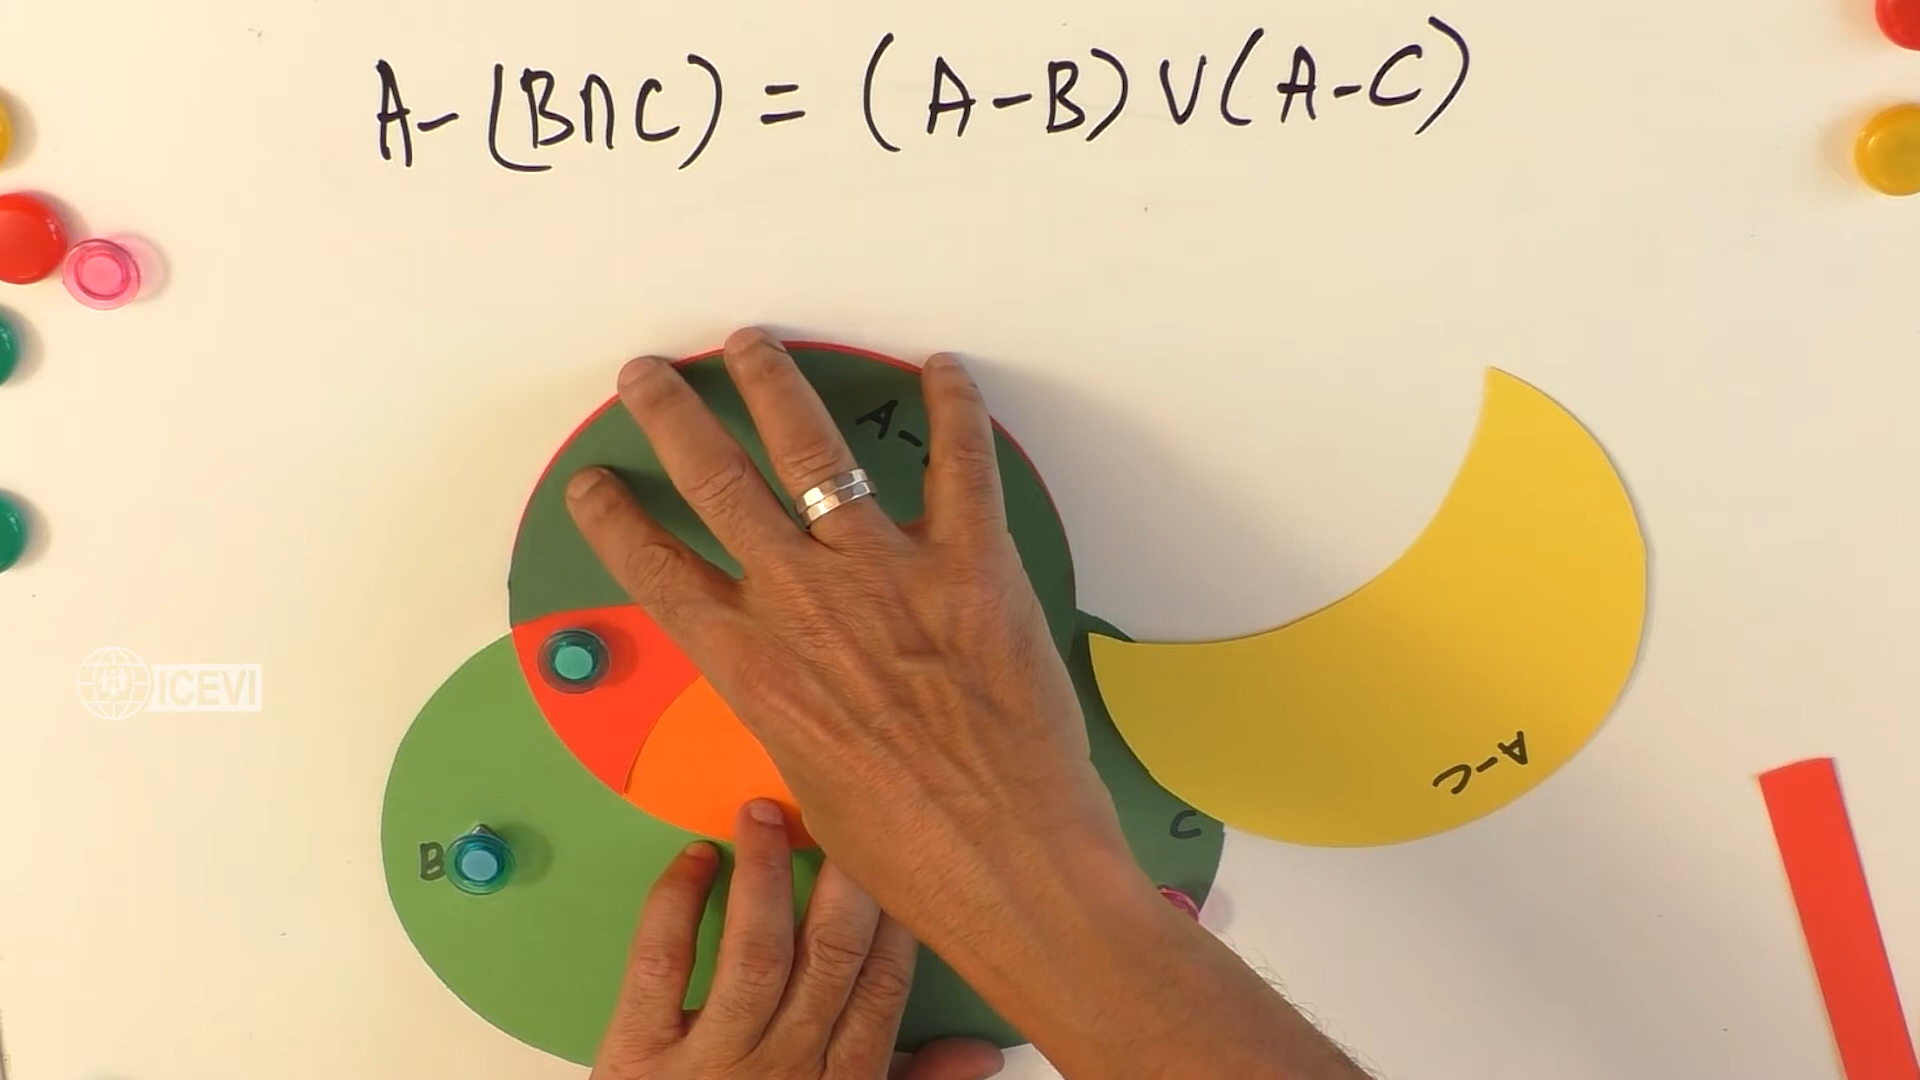 A-(B∩C) = (A-B)∪(A-C)
A-
B
C
A-C
ICEVI